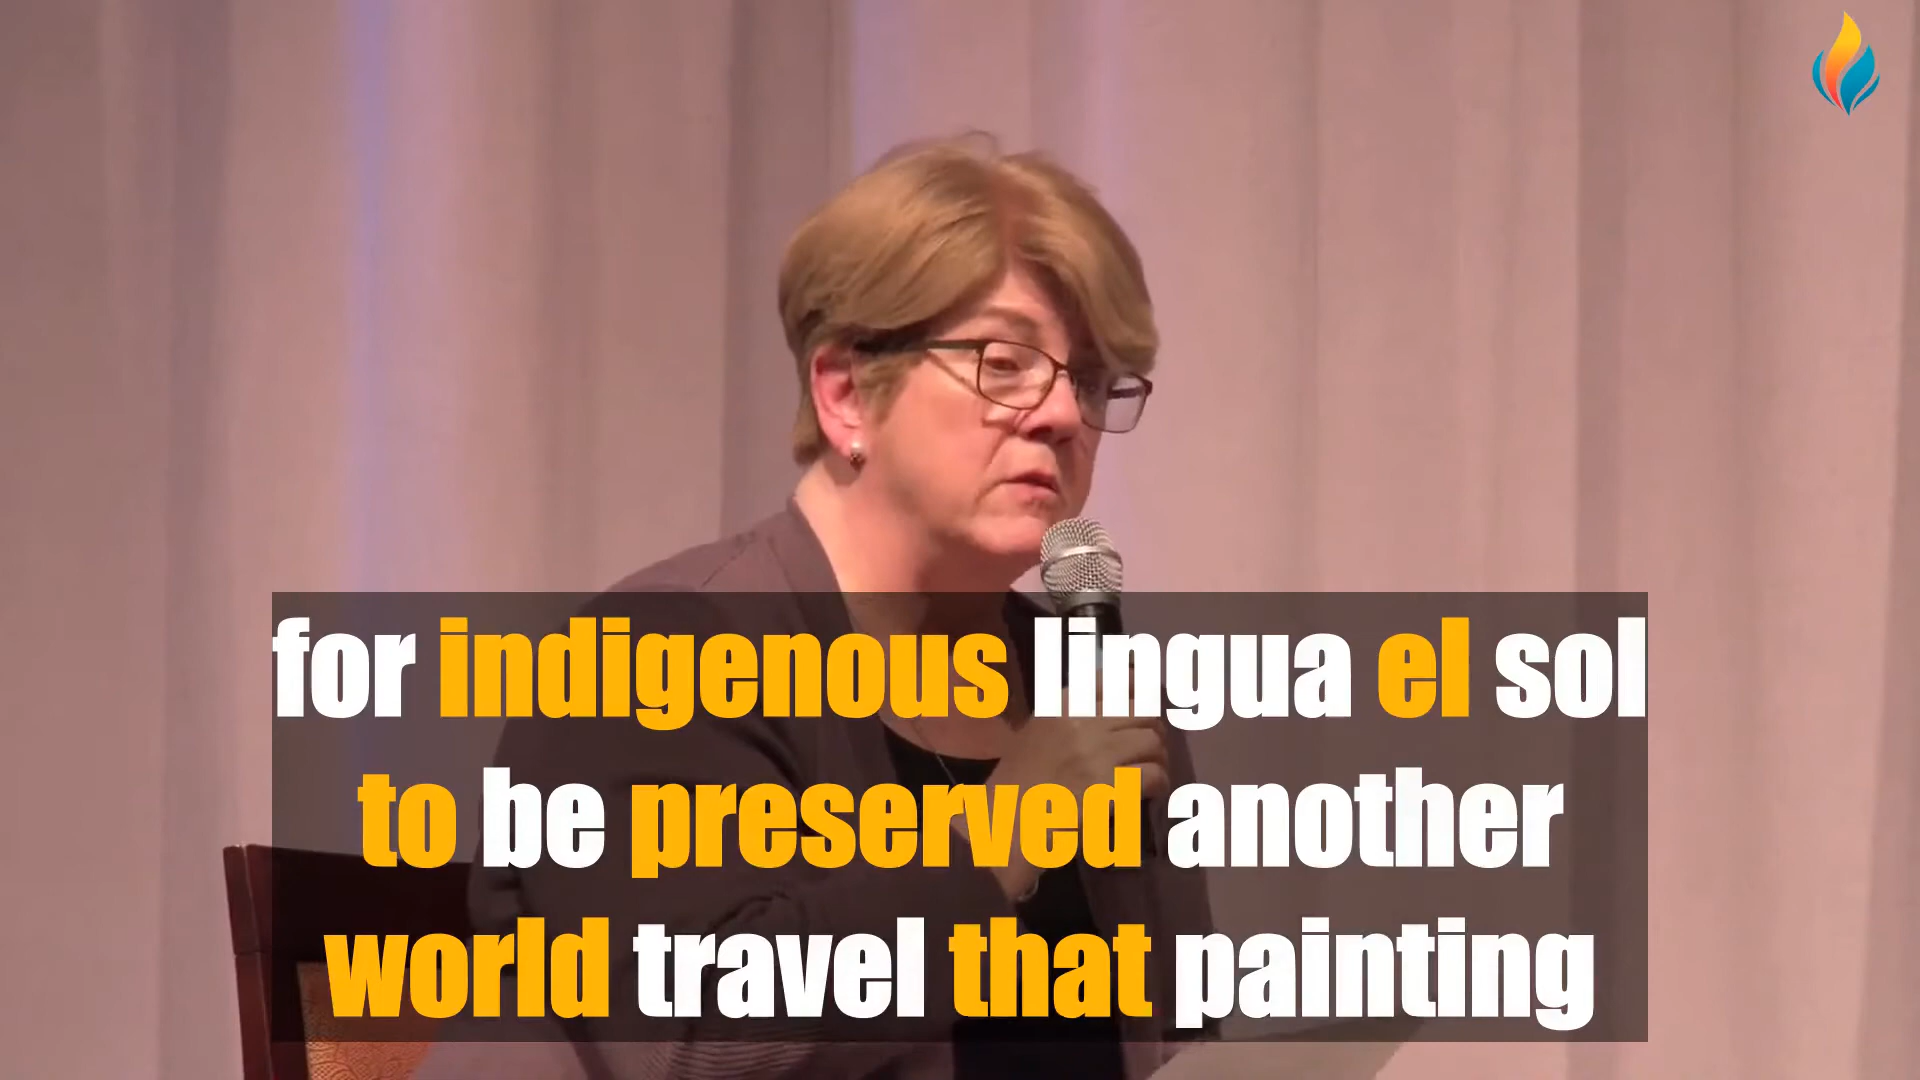 for indigenous lingua el sol
to be preserved another
world travel that painting